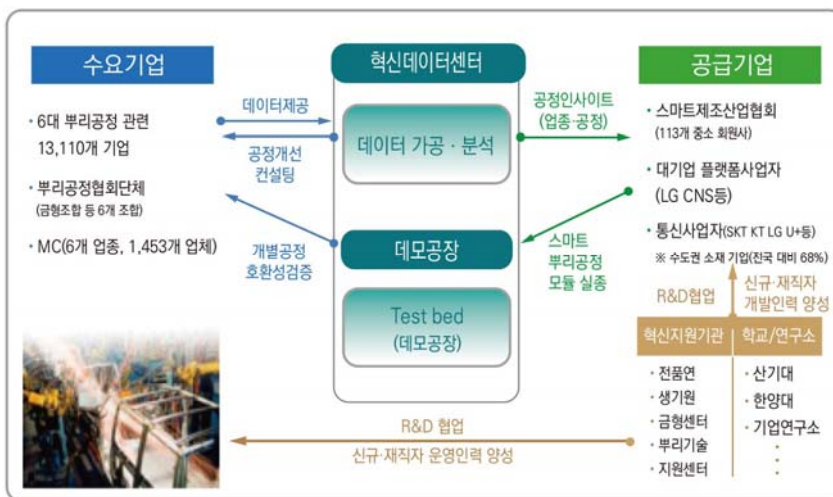 수요기업
• 6대 뿌리공정 관련
13,110개 기업
• 뿌리공정협회단체
(금형조합 등 6개 조합)
• MC(6개 업종, 1,453개 업체)
데이터제공
공정개선
컨설팅
개별공정
호환성검증
혁신데이터센터
데이터 가공 · 분석
데모공장
Test bed
(데모공장)
공정인사이트
(업종·공정)
스마트
뿌리공정
모듈 실증
공급기업
• 스마트제조산업협회
(113개 중소 회원사)
• 대기업 플랫폼사업자
(LG CNS등)
• 통신사업자(SKT KT LG U+등)
※ 수도권 소재 기업(전국 대비 68%)
R&D협업
신규·재직자
개발인력 양성
혁신지원기관
학교/연구소
• 전품연
• 생기원
• 금형센터
• 뿌리기술
• 지원센터
• 산기대
• 한양대
• 기업연구소
R&D 협업
신규·재직자 운영인력 양성